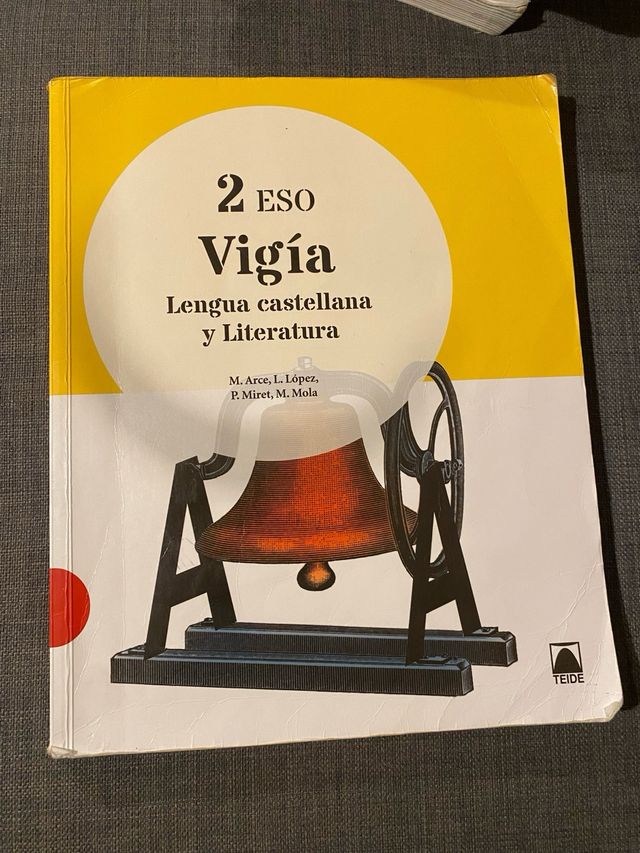 2 ESO
Vigía
Lengua castellana
y Literatura
M. Arce, L. López,
P. Miret, M. Mola
TEIDE